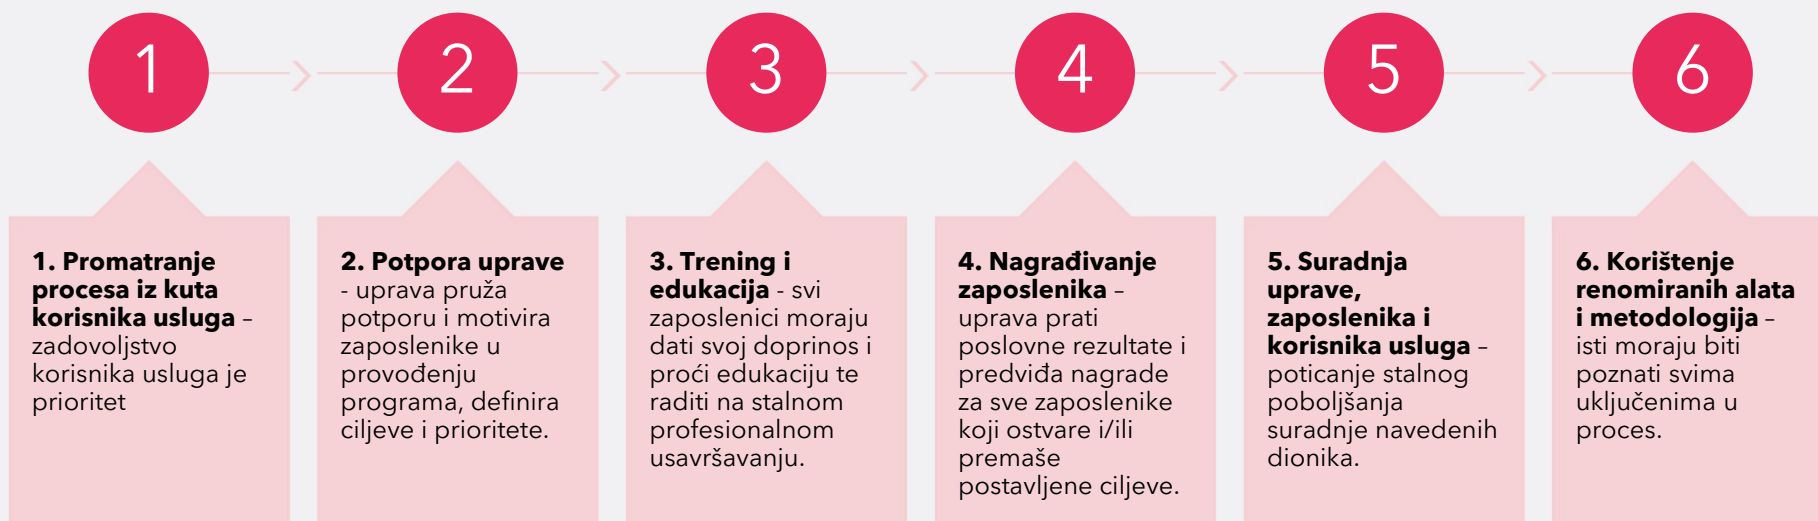 1
2
3
4
5
6
1. Promatranje
procesa iz kuta
korisnika usluga –
zadovoljstvo
korisnika usluga je
prioritet
2. Potpora uprave
- uprava pruža
potporu i motivira
zaposlenike u
provođenju
programa, definira
ciljeve i prioritete.
3. Trening i
edukacija - svi
zaposlenici moraju
dati svoj doprinos i
proći edukaciju te
raditi na stalnom
profesionalnom
usavršavanju.
4. Nagrađivanje
zaposlenika –
uprava prati
poslovne rezultate i
predviđa nagrade
za sve zaposlenike
koji ostvare i/ili
premaše
postavljene ciljeve.
5. Suradnja
uprave,
zaposlenika i
korisnika usluga –
poticanje stalnog
poboljšanja
suradnje navedenih
dionika.
6. Korištenje
renomiranih alata
i metodologija –
isti moraju biti
poznati svima
uključenima u
proces.